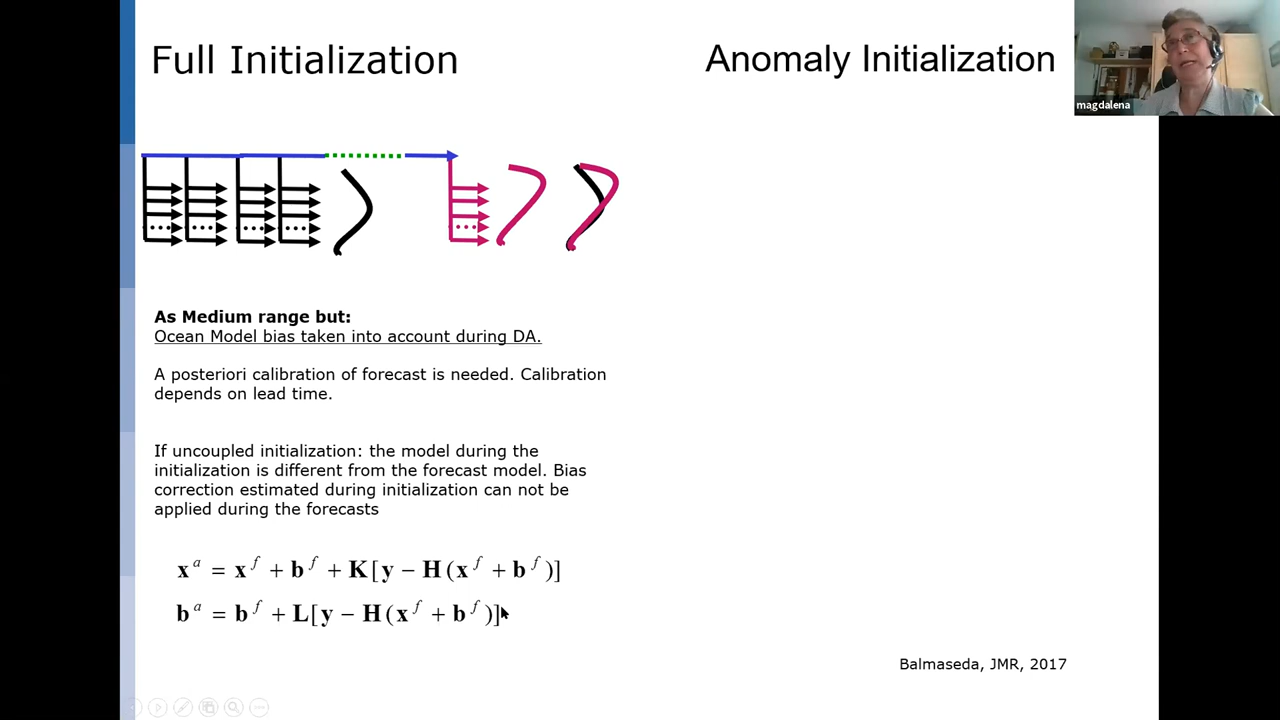 Full Initialization
Anomaly Initialization
magdalena
As Medium range but:
Ocean Model bias taken into account during DA.
A posteriori calibration of forecast is needed. Calibration
depends on lead time.
If uncoupled initialization: the model during the
initialization is different from the forecast model. Bias
correction estimated during initialization can not be
applied during the forecasts
x^a = x^f + b^f + K[y − H(x^f + b^f)]
b^a = b^f + L[y − H(x^f + b^f)]
Balmaseda, JMR, 2017